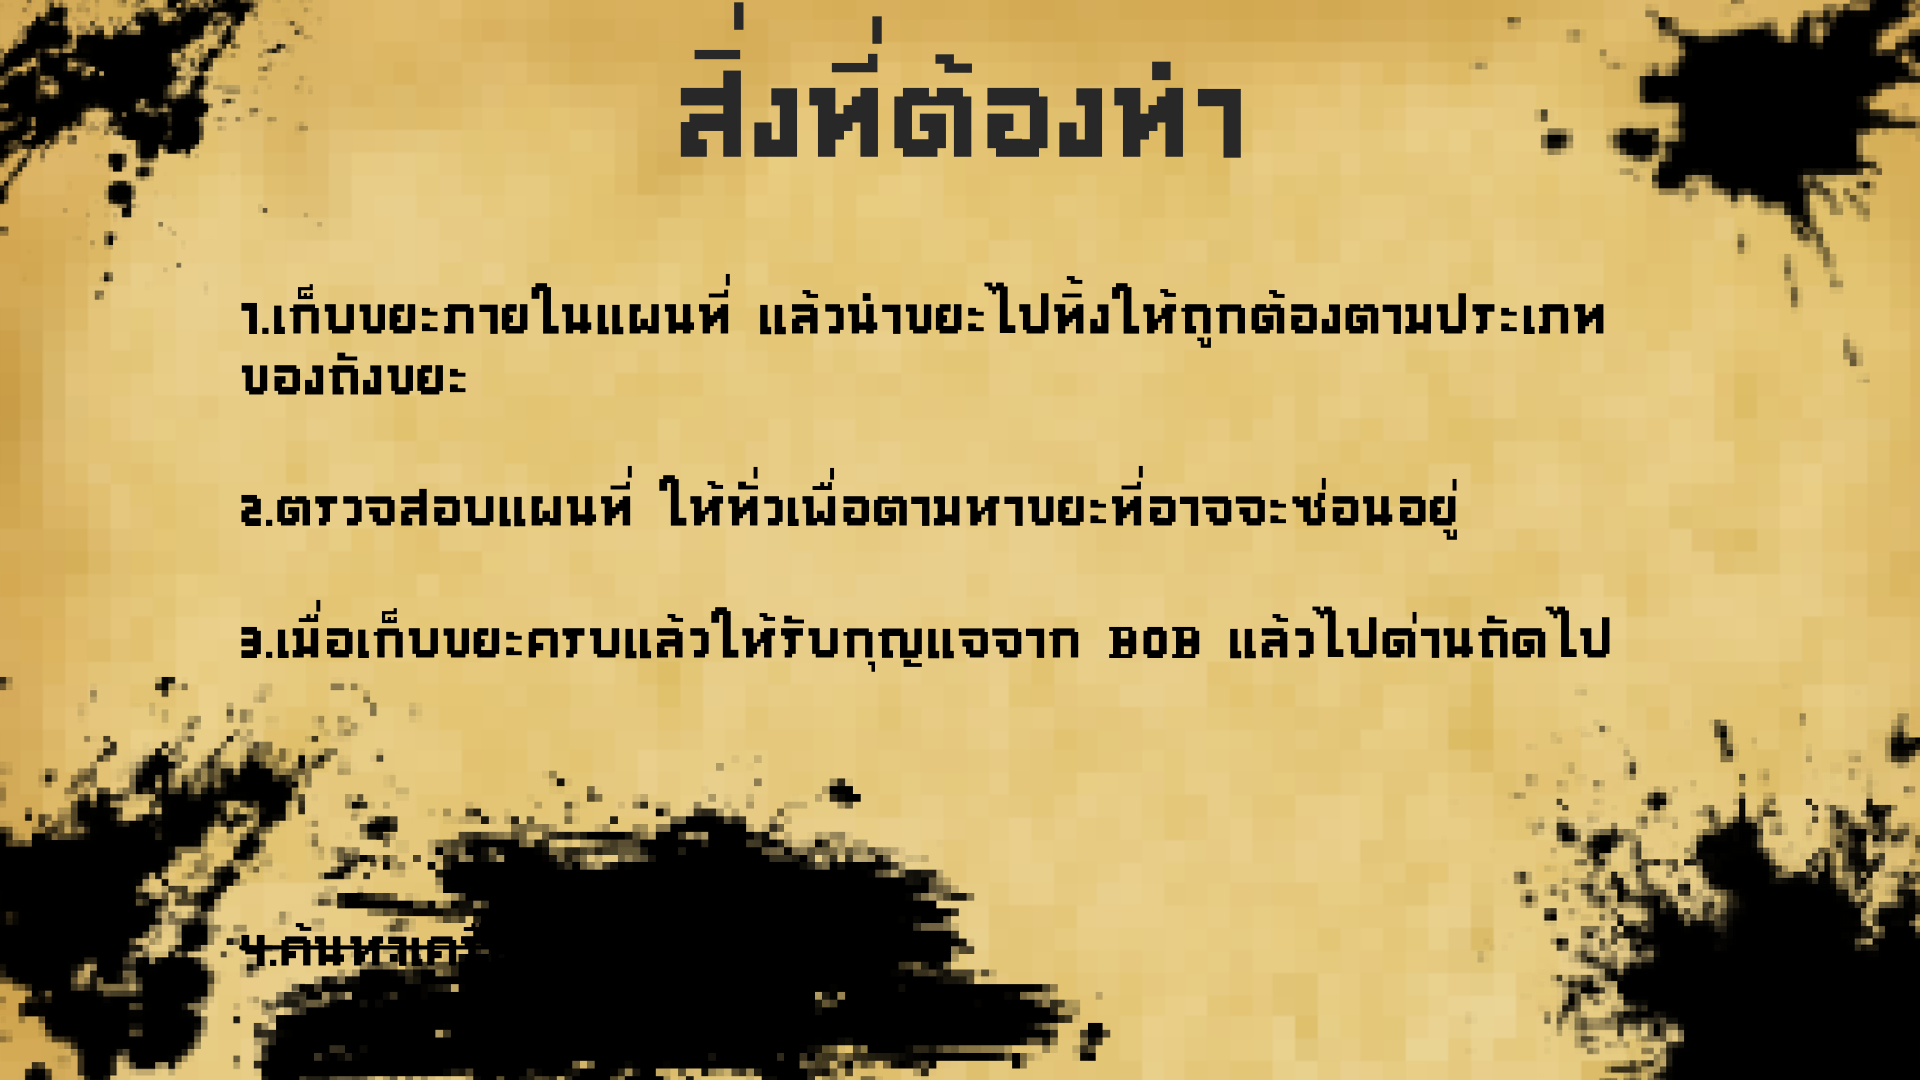 สิ่งที่ต้องทำ
1.เก็บขยะภายในแผนที่ แล้วนำขยะไปทิ้งให้ถูกต้องตามประเภท
ของถังขยะ
2.ตรวจสอบแผนที่ ให้ทั่วเพื่อตามหาขยะที่อาจจะซ่อนอยู่
3.เมื่อเก็บขยะครบแล้วให้รับกุญแจจาก BOB แล้วไปด่านถัดไป
4.ค้นหา